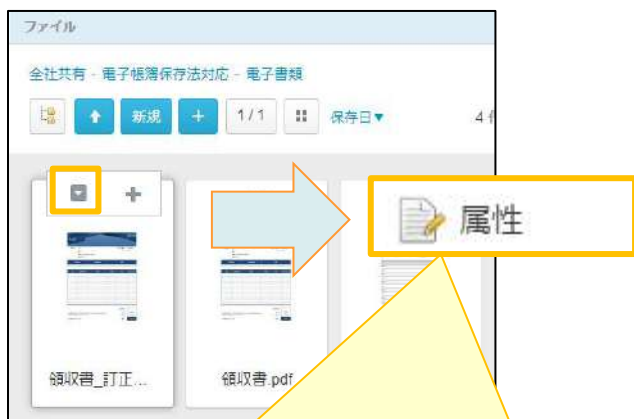 ファイル
全社共有 - 電子帳簿保存法対応 - 電子書類
新規 + 1/1 保存日▼ 4
属性
領収書_訂正...
領収書.pdf